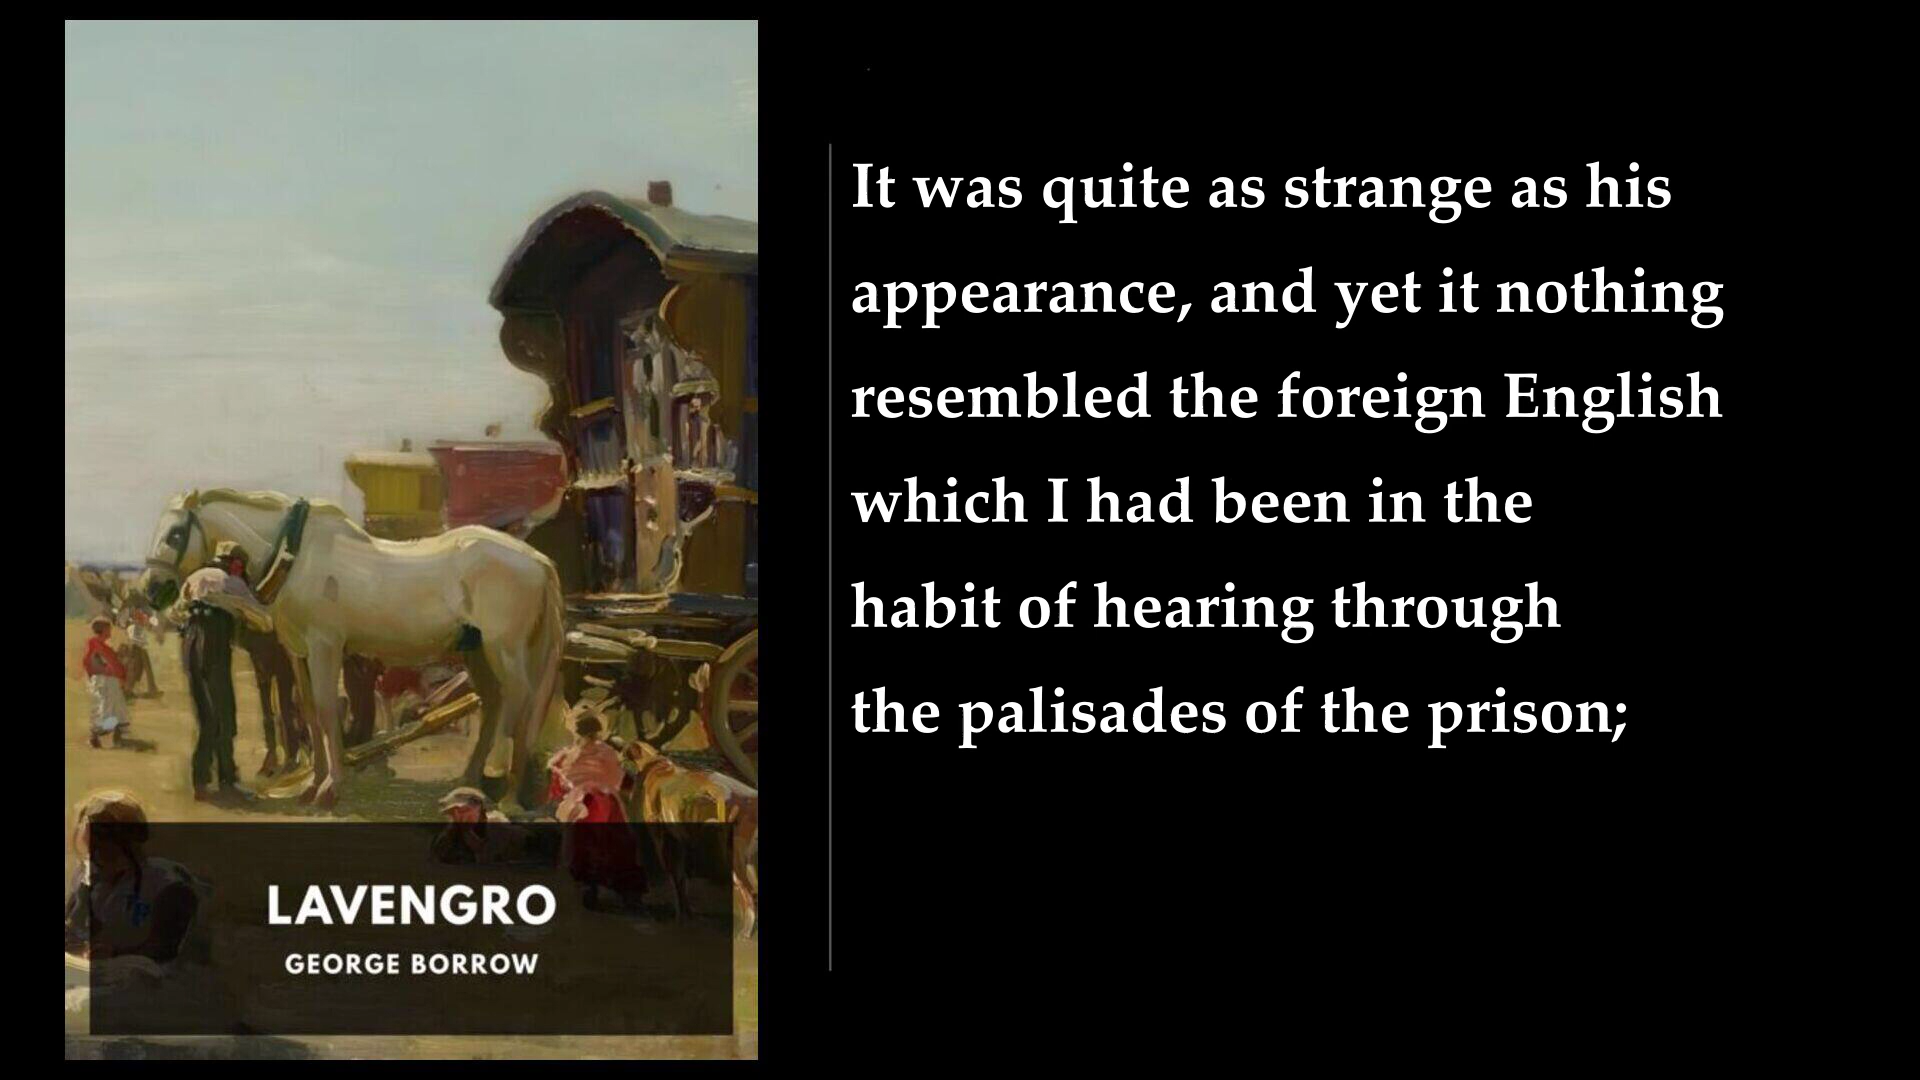 It was quite as strange as his
appearance, and yet it nothing
resembled the foreign English
which I had been in the
habit of hearing through
the palisades of the prison;
LAVENGRO
GEORGE BORROW